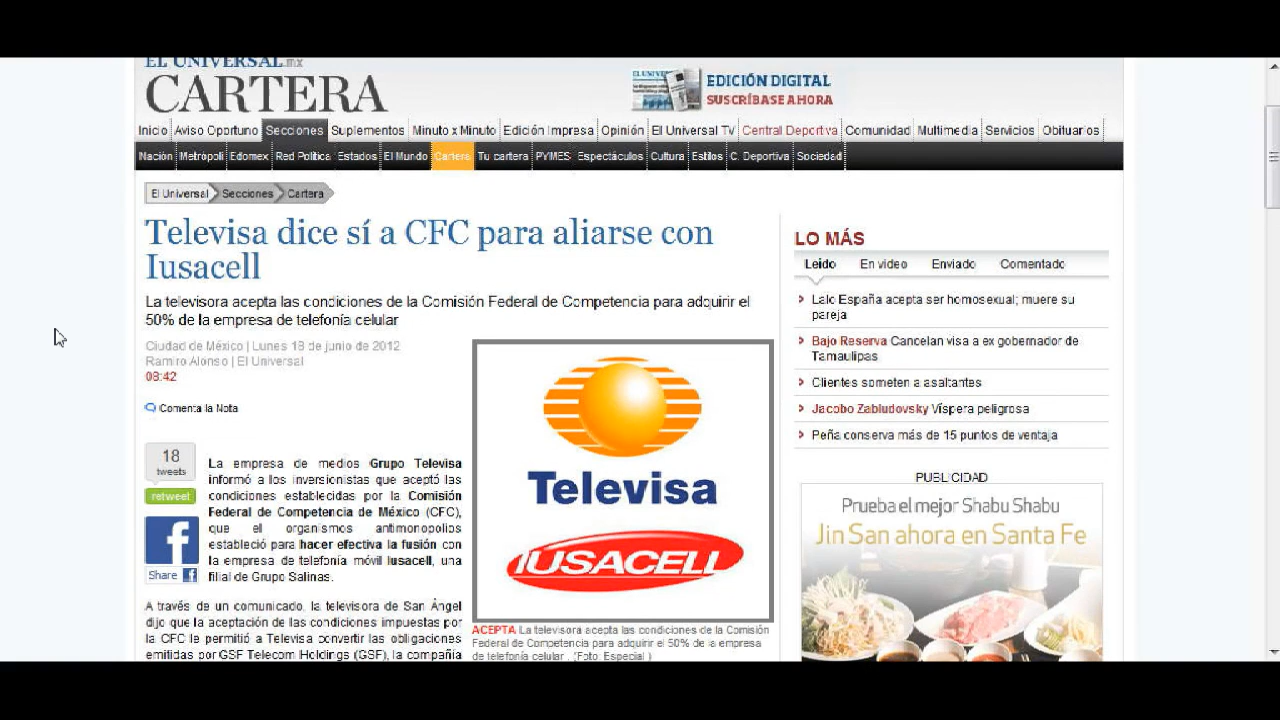 EL UNIVERSAL.mx
CARTERA
EDICIÓN DIGITAL
SUSCRÍBASE AHORA
Inicio Aviso Oportuno Secciones Suplementos Minuto x Minuto Edición Impresa Opinión El Universal TV Central Deportiva Comunidad Multimedia Servicios Obituarios
Nación Metrópoli Edomex Red Política Estados El Mundo Cartera Tu cartera PYMES Espectáculos Cultura Estilos C. Deportiva Sociedad
El Universal Secciones Cartera
Televisa dice sí a CFC para aliarse con
Iusacell
La televisora acepta las condiciones de la Comisión Federal de Competencia para adquirir el
50% de la empresa de telefonía celular
Ciudad de México | Lunes 18 de junio de 2012
Ramiro Alonso | El Universal
08:42
Comenta la Nota
18
tweets
retweet
f
Share f
La empresa de medios Grupo Televisa
informó a los inversionistas que aceptó las
condiciones establecidas por la Comisión
Federal de Competencia de México (CFC),
que el organismos antimonopolios
estableció para hacer efectiva la fusión con
la empresa de telefonía móvil Iusacell, una
filial de Grupo Salinas.
A través de un comunicado, la televisora de San Ángel
dijo que la aceptación de las condiciones impuestas por
la CFC le permitió a Televisa convertir las obligaciones
emitidas por GSF Telecom Holdings (GSF), la compañía
Televisa
IUSACELL
ACEPTA La televisora acepta las condiciones de la Comisión
Federal de Competencia para adquirir el 50% de la empresa
de telefonía celular . (Foto: Especial )
LO MÁS
Leído En video Enviado Comentado
Lalo España acepta ser homosexual; muere su
pareja
Bajo Reserva Cancelan visa a ex gobernador de
Tamaulipas
Clientes someten a asaltantes
Jacobo Zabludovsky Víspera peligrosa
Peña conserva más de 15 puntos de ventaja
PUBLICIDAD
Prueba el mejor Shabu Shabu
Jin San ahora en Santa Fe